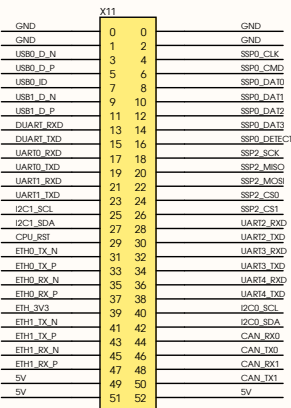 X11
GND 0 0 GND
GND 1 2 GND
USB0_D_N 3 4 SSP0_CLK
USB0_D_P 5 6 SSP0_CMD
USB0_ID 7 8 SSP0_DAT0
USB1_D_N 9 10 SSP0_DAT1
USB1_D_P 11 12 SSP0_DAT2
DUART_RXD 13 14 SSP0_DAT3
DUART_TXD 15 16 SSP0_DETECT
UART0_RXD 17 18 SSP2_SCK
UART0_TXD 19 20 SSP2_MISO
UART1_RXD 21 22 SSP2_MOSI
UART1_TXD 23 24 SSP2_CS0
I2C1_SCL 25 26 SSP2_CS1
I2C1_SDA 27 28 UART2_RXD
CPU_RST 29 30 UART2_TXD
ETH0_TX_N 31 32 UART3_RXD
ETH0_TX_P 33 34 UART3_TXD
ETH0_RX_N 35 36 UART4_RXD
ETH0_RX_P 37 38 UART4_TXD
ETH_3V3 39 40 I2C0_SCL
ETH1_TX_N 41 42 I2C0_SDA
ETH1_TX_P 43 44 CAN_RX0
ETH1_RX_N 45 46 CAN_TX0
ETH1_RX_P 47 48 CAN_RX1
5V 49 50 CAN_TX1
5V 51 52 5V